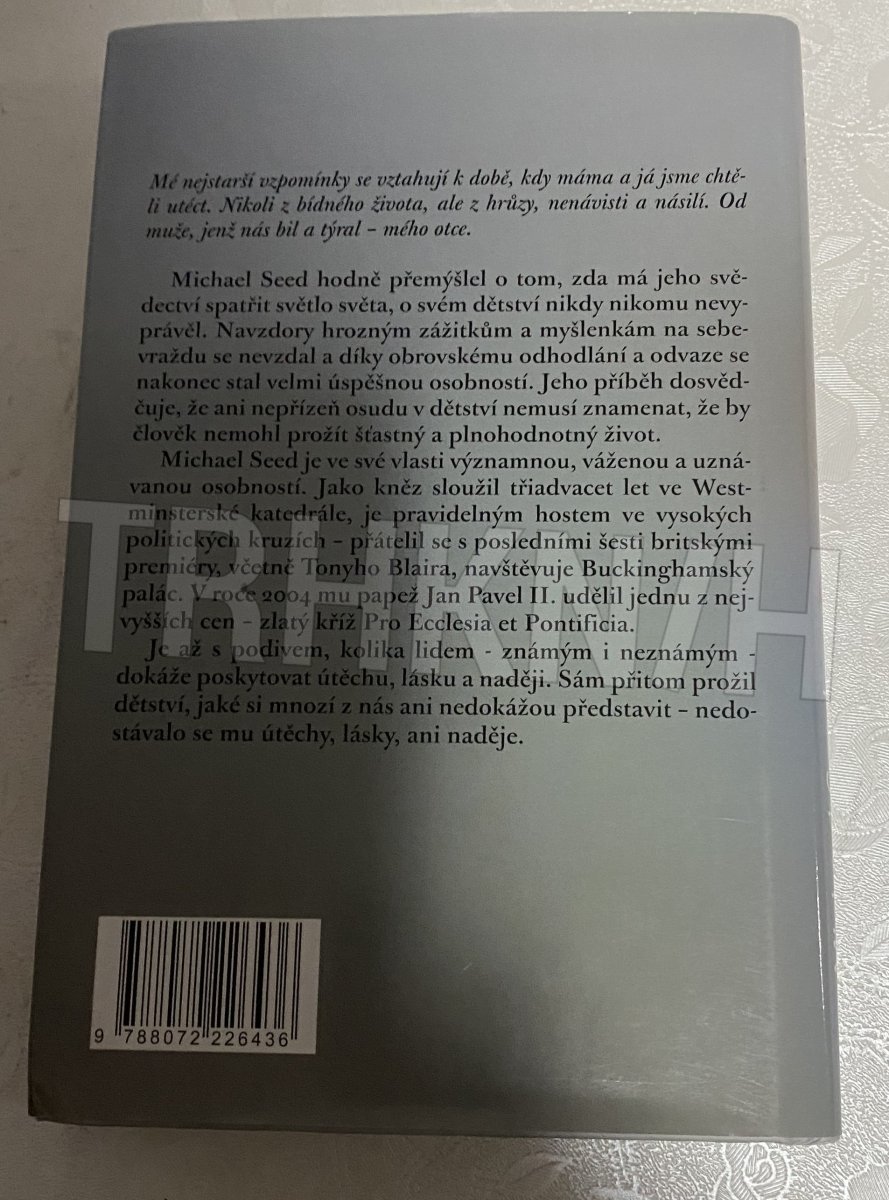 Mé nejstarší vzpomínky se vztahují k době, kdy máma a já jsme chtě-
li utéct. Nikoli z bídného života, ale z hrůzy, nenávisti a násilí. Od
muže, jenž nás bil a týral – mého otce.
Michael Seed hodně přemýšlel o tom, zda má jeho svě-
dectví spatřit světlo světa, o svém dětství nikdy nikomu nevy-
právěl. Navzdory hrozným zážitkům a myšlenkám na sebe-
vraždu se nevzdal a díky obrovskému odhodlání a odvaze se
nakonec stal velmi úspěšnou osobností. Jeho příběh dosvěd-
čuje, že ani nepřízeň osudu v dětství nemusí znamenat, že by
člověk nemohl prožít šťastný a plnohodnotný život.
Michael Seed je ve své vlasti významnou, váženou a uzná-
vanou osobností. Jako kněz sloužil třiadvacet let ve West-
minsterské katedrále, je pravidelným hostem ve vysokých
politických kruzích – přátelil se s posledními šesti britskými
premiéry, včetně Tonyho Blaira, navštěvuje Buckinghamský
palác. V roce 2004 mu papež Jan Pavel II. udělil jednu z nej-
vyšších cen – zlatý kříž Pro Ecclesia et Pontificia.
Je až s podivem, kolika lidem - známým i neznámým -
dokáže poskytovat útěchu, lásku a naději. Sám přitom prožil
dětství, jaké si mnozí z nás ani nedokážou představit – nedo-
stávalo se mu útěchy, lásky, ani naděje.
9 788072 226436